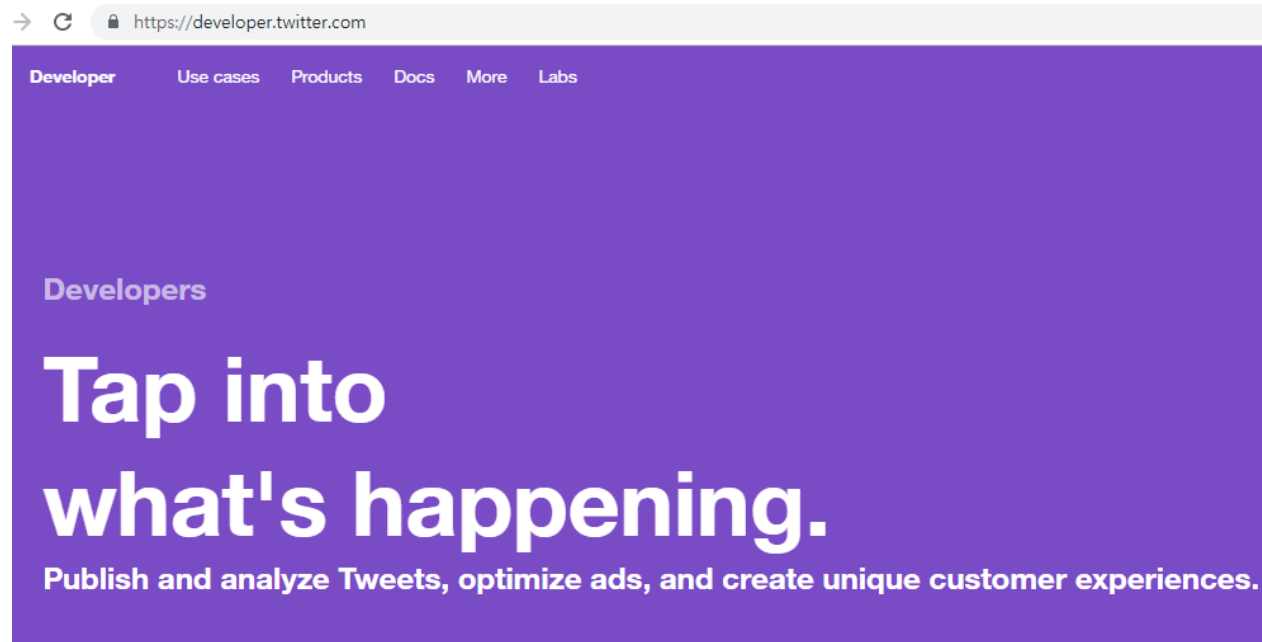 https://developer.twitter.com
Developer Use cases Products Docs More Labs
Developers
Tap into
what's happening.
Publish and analyze Tweets, optimize ads, and create unique customer experiences.